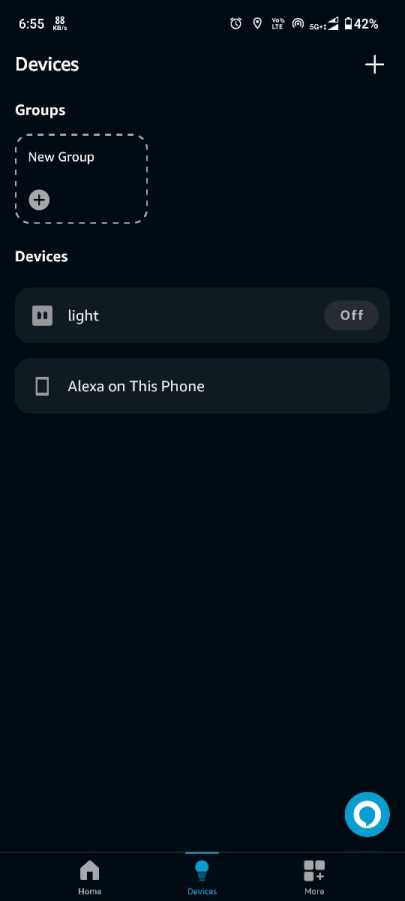 6:55 88 KB/s Vo LTE 5G+ 42%
Devices
Groups
New Group
Devices
light Off
Alexa on This Phone
Home Devices More